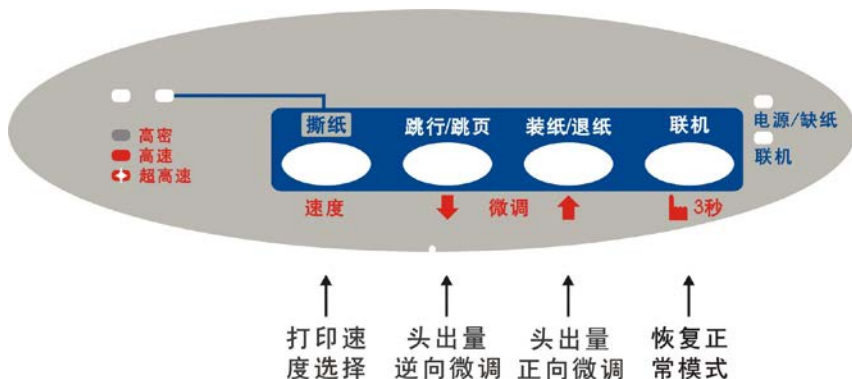 撕纸 跳行/跳页 装纸/退纸 联机
电源/缺纸
联机
高密
高速
超高速
速度 微调 3秒
打印速 头出量 头出量 恢复正
度选择 逆向微调 正向微调 常模式